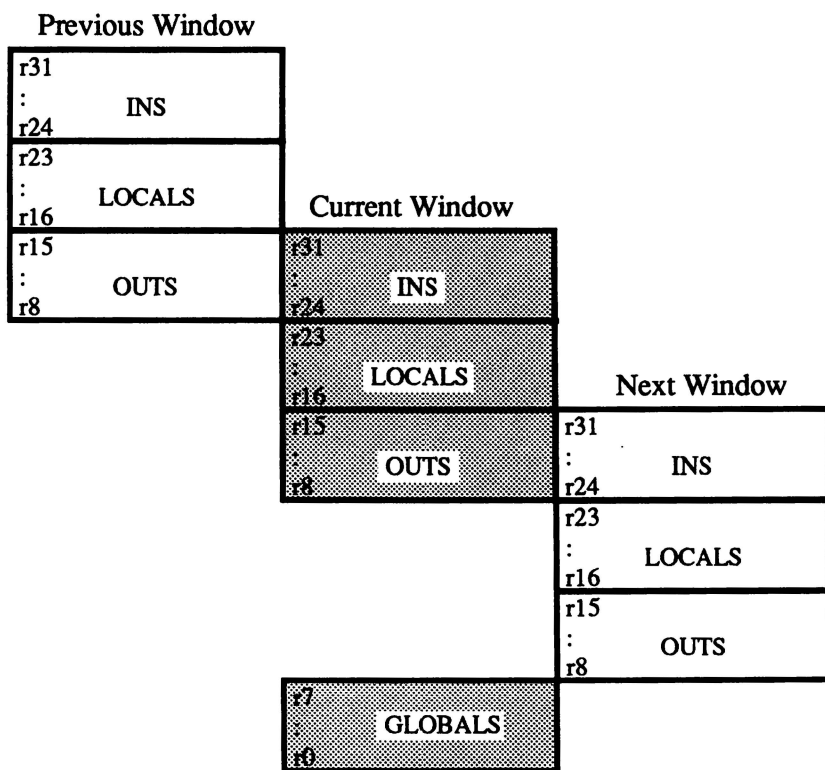 Previous Window
r31
:
INS
r24
r23
:
LOCALS
r16
r15
:
OUTS
r8
Current Window
r31
:
INS
r24
r23
:
LOCALS
r16
r15
:
OUTS
r8
Next Window
r31
:
INS
r24
r23
:
LOCALS
r16
r15
:
OUTS
r8
r7
:
GLOBALS
r0